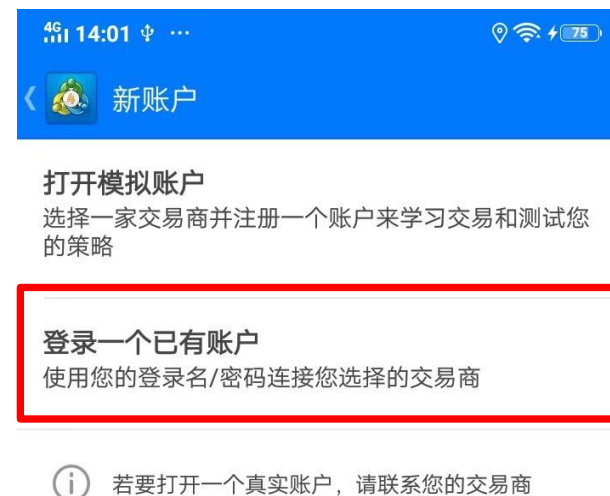 4G 14:01 ···
75
新账户
打开模拟账户
选择一家交易商并注册一个账户来学习交易和测试您
的策略
登录一个已有账户
使用您的登录名/密码连接您选择的交易商
若要打开一个真实账户，请联系您的交易商